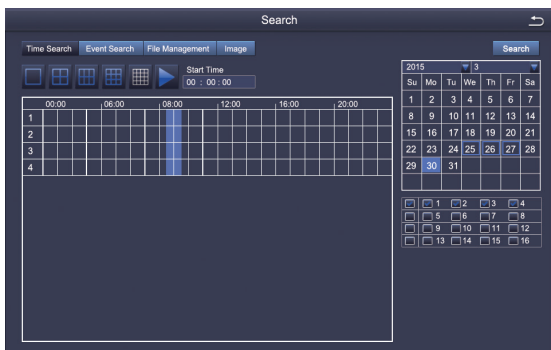 Search
Time Search Event Search File Management Image Search
Start Time
00 : 00 : 00
2015 3
Su Mo Tu We Th Fr Sa
1 2 3 4 5 6 7
8 9 10 11 12 13 14
15 16 17 18 19 20 21
22 23 24 25 26 27 28
29 30 31
00:00 06:00 08:00 12:00 16:00 20:00
1
2
3
4
1 2 3 4
5 6 7 8
9 10 11 12
13 14 15 16